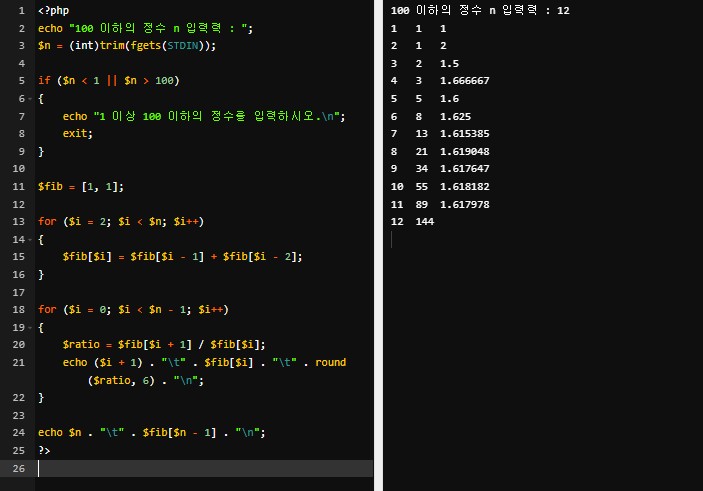 1 <?php
2 echo "100 이하의 정수 n 입력력 : ";
3 $n = (int)trim(fgets(STDIN));
4
5 if ($n < 1 || $n > 100)
6 {
7     echo "1 이상 100 이하의 정수를 입력하시오.\n";
8     exit;
9 }
10
11 $fib = [1, 1];
12
13 for ($i = 2; $i < $n; $i++)
14 {
15     $fib[$i] = $fib[$i - 1] + $fib[$i - 2];
16 }
17
18 for ($i = 0; $i < $n - 1; $i++)
19 {
20     $ratio = $fib[$i + 1] / $fib[$i];
21     echo ($i + 1) . "\t" . $fib[$i] . "\t" . round
        ($ratio, 6) . "\n";
22 }
23
24 echo $n . "\t" . $fib[$n - 1] . "\n";
25 ?>
26
100 이하의 정수 n 입력력 : 12
1 1 1
2 1 2
3 2 1.5
4 3 1.666667
5 5 1.6
6 8 1.625
7 13 1.615385
8 21 1.619048
9 34 1.617647
10 55 1.618182
11 89 1.617978
12 144